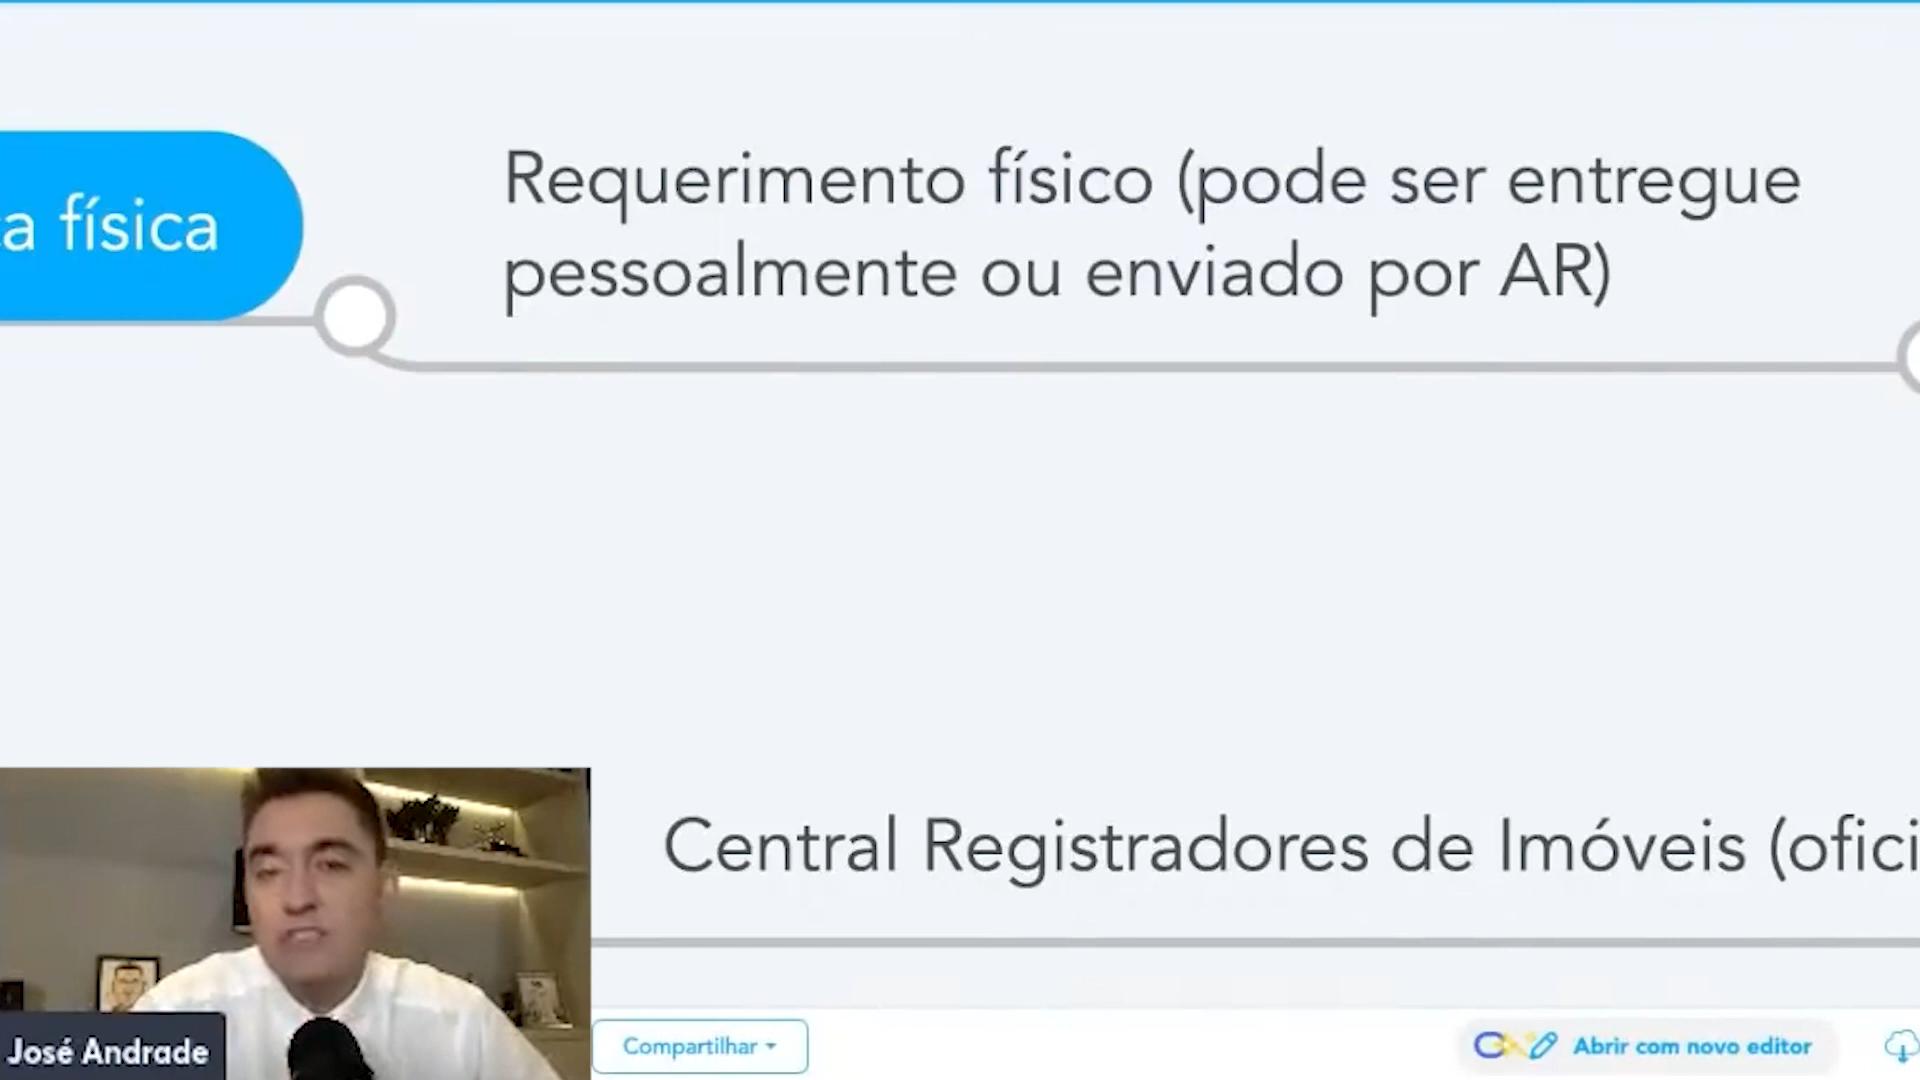 a física
Requerimento físico (pode ser entregue
pessoalmente ou enviado por AR)
Central Registradores de Imóveis (ofici
José Andrade
Compartilhar
Abrir com novo editor